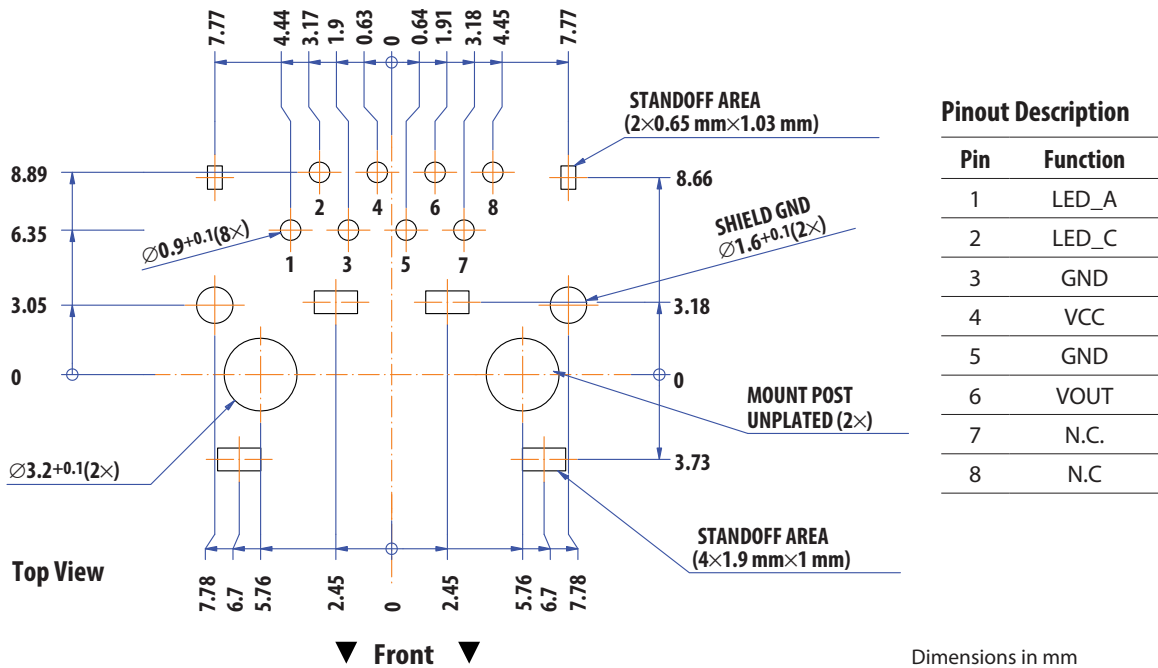 7.77
4.44
3.17
1.9
0.63
0
0.64
1.91
3.18
4.45
7.77
STANDOFF AREA
(2×0.65 mm×1.03 mm)
8.89
8.66
2
4
6
8
6.35
SHIELD GND
∅1.6+0.1(2×)
∅0.9+0.1(8×)
1
3
5
7
3.05
3.18
0
0
MOUNT POST
UNPLATED (2×)
∅3.2+0.1(2×)
3.73
STANDOFF AREA
(4×1.9 mm×1 mm)
Top View
7.78
6.7
5.76
2.45
0
2.45
5.76
6.7
7.78
▼ Front ▼
Pinout Description
Pin Function
1 LED_A
2 LED_C
3 GND
4 VCC
5 GND
6 VOUT
7 N.C.
8 N.C
Dimensions in mm